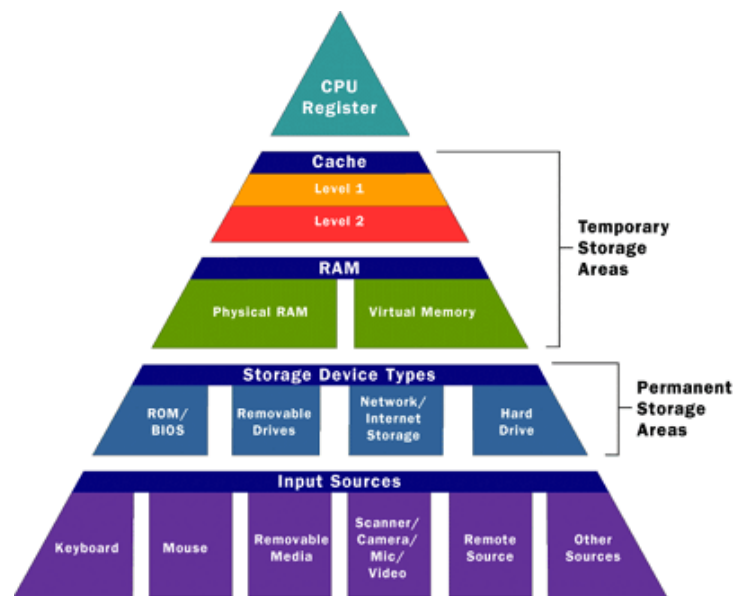 CPU
Register
Cache
Level 1
Level 2
Temporary
Storage
Areas
RAM
Physical RAM
Virtual Memory
Storage Device Types
ROM/
BIOS
Removable
Drives
Network/
Internet
Storage
Hard
Drive
Permanent
Storage
Areas
Input Sources
Keyboard
Mouse
Removable
Media
Scanner/
Camera/
Mic/
Video
Remote
Source
Other
Sources